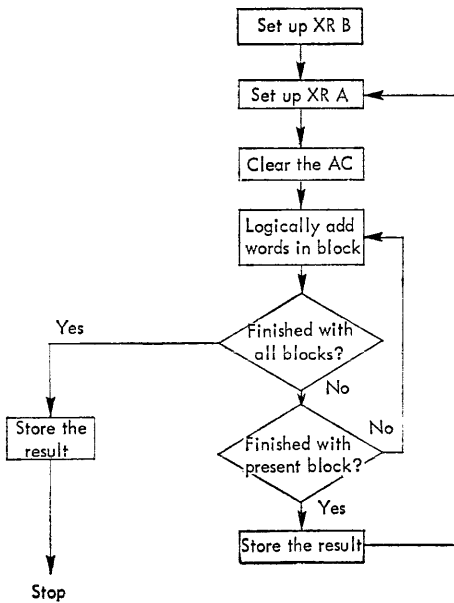 Set up XR B
Set up XR A
Clear the AC
Logically add
words in block
Yes
Finished with
all blocks?
No
Store the
result
No
Finished with
present block?
Yes
Store the result
Stop